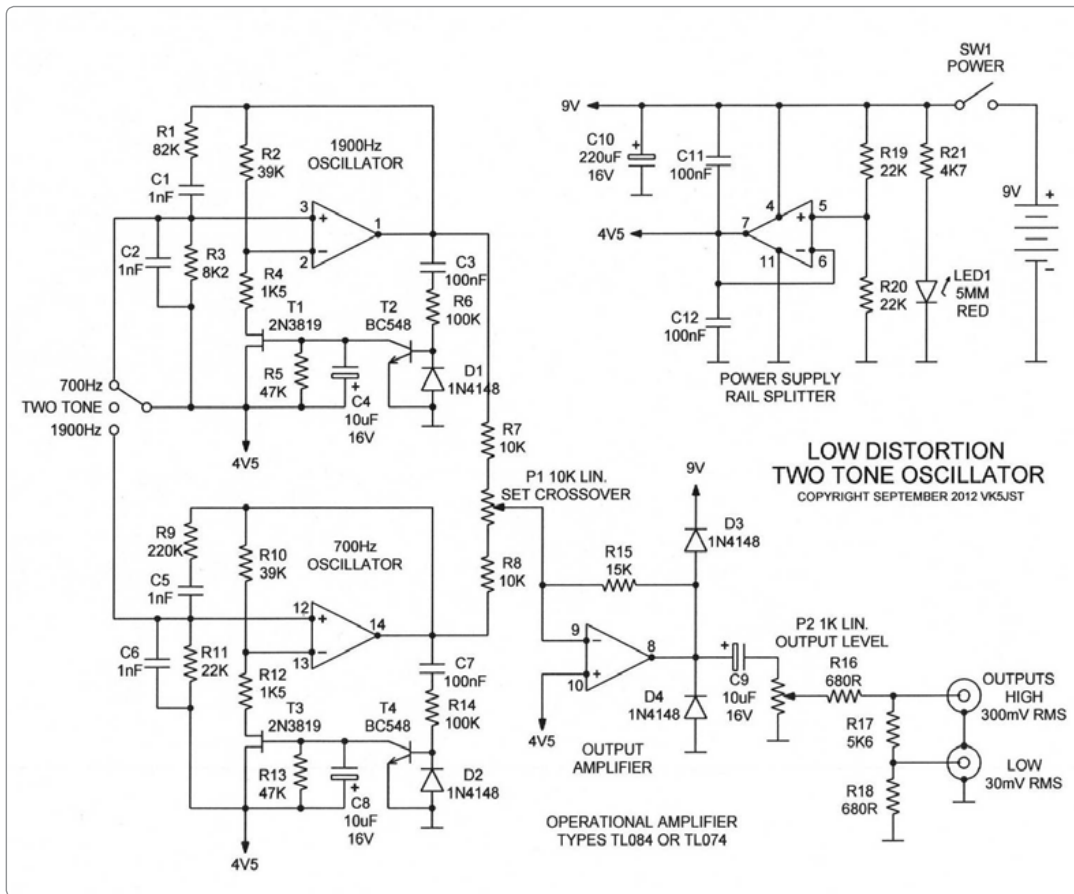 R1
82K
C1
1nF
C2
1nF
R3
8K2
R2
39K
1900Hz
OSCILLATOR
3
+
−
2
1
R4
1K5
T1
2N3819
T2
BC548
C3
100nF
R6
100K
D1
1N4148
R5
47K
C4
+
10uF
16V
4V5
700Hz
TWO TONE
1900Hz
R9
220K
C5
1nF
C6
1nF
R11
22K
R10
39K
700Hz
OSCILLATOR
12
+
−
13
14
R12
1K5
T3
2N3819
T4
BC548
C7
100nF
R14
100K
D2
1N4148
R13
47K
C8
+
10uF
16V
4V5
R7
10K
P1 10K LIN.
SET CROSSOVER
R8
10K
SW1
POWER
9V
C10
+
220uF
16V
C11
100nF
4
7
+
5
−
6
11
4V5
C12
100nF
R19
22K
R20
22K
R21
4K7
LED1
5MM
RED
9V
+
−
POWER SUPPLY
RAIL SPLITTER
LOW DISTORTION
TWO TONE OSCILLATOR
COPYRIGHT SEPTEMBER 2012 VK5JST
9V
D3
1N4148
R15
15K
9
−
+
10
8
4V5
D4
1N4148
+
C9
10uF
16V
P2 1K LIN.
OUTPUT LEVEL
R16
680R
R17
5K6
R18
680R
OUTPUTS
HIGH
300mV RMS
LOW
30mV RMS
OUTPUT
AMPLIFIER
OPERATIONAL AMPLIFIER
TYPES TL084 OR TL074